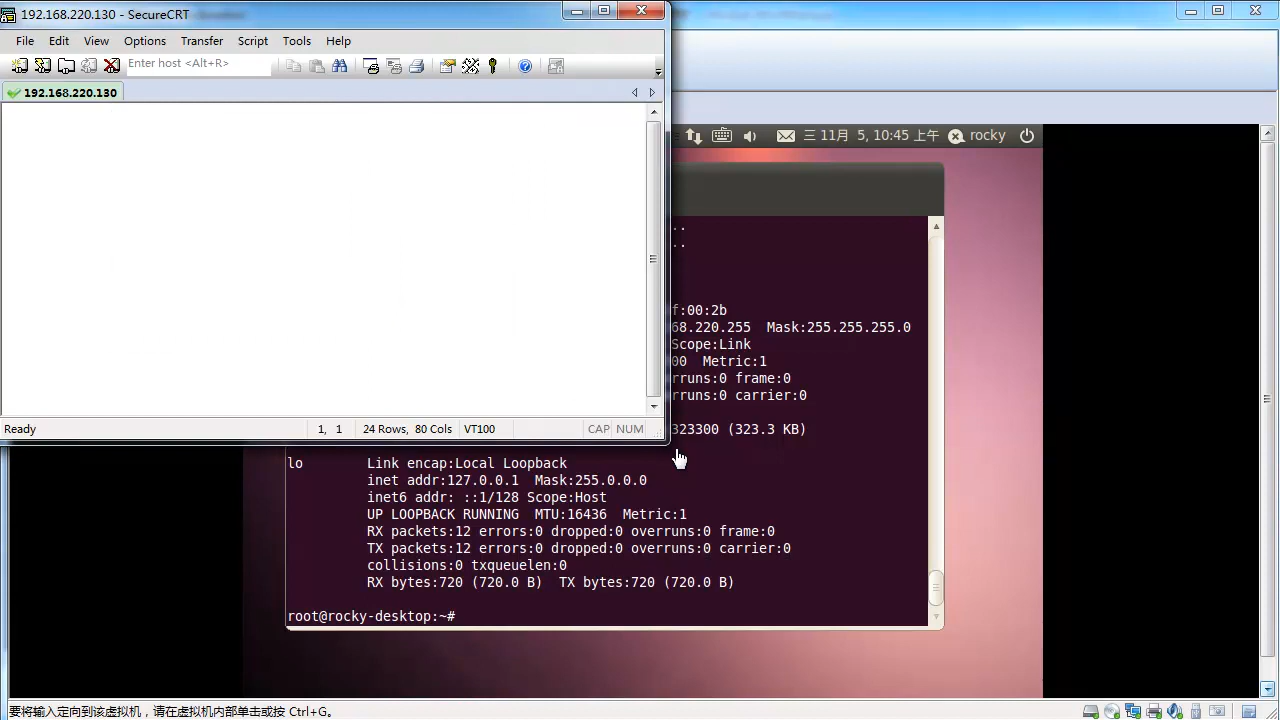 192.168.220.130 - SecureCRT
File Edit View Options Transfer Script Tools Help
Enter host <Alt+R>
192.168.220.130
三 11月 5, 10:45 上午 rocky
..
..
f:00:2b
68.220.255 Mask:255.255.255.0
Scope:Link
00 Metric:1
rruns:0 frame:0
rruns:0 carrier:0
Ready 1, 1 24 Rows, 80 Cols VT100 CAP NUM
323300 (323.3 KB)
lo Link encap:Local Loopback
inet addr:127.0.0.1 Mask:255.0.0.0
inet6 addr: ::1/128 Scope:Host
UP LOOPBACK RUNNING MTU:16436 Metric:1
RX packets:12 errors:0 dropped:0 overruns:0 frame:0
TX packets:12 errors:0 dropped:0 overruns:0 carrier:0
collisions:0 txqueuelen:0
RX bytes:720 (720.0 B) TX bytes:720 (720.0 B)
root@rocky-desktop:~#
要将输入定向到该虚拟机，请在虚拟机内部单击或按 Ctrl+G。